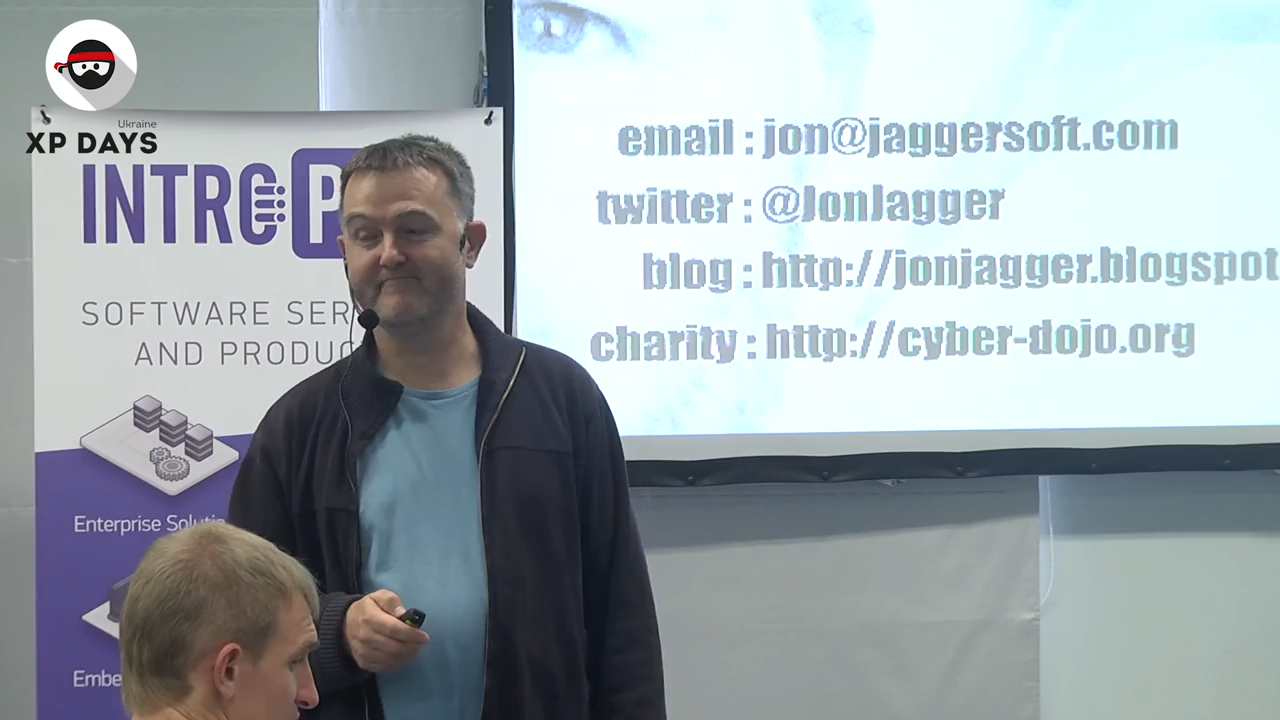 Ukraine
XP DAYS
INTRO P
SOFTWARE SER
AND PRODUC
Enterprise Solutio
Embe
email : jon@jaggersoft.com
twitter : @JonJagger
blog : http://jonjagger.blogspot
charity : http://cyber-dojo.org